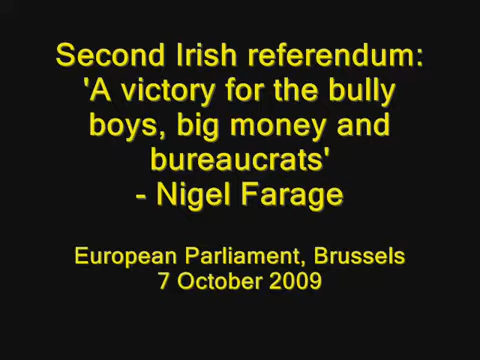 Second Irish referendum:
'A victory for the bully
boys, big money and
bureaucrats'
- Nigel Farage
European Parliament, Brussels
7 October 2009